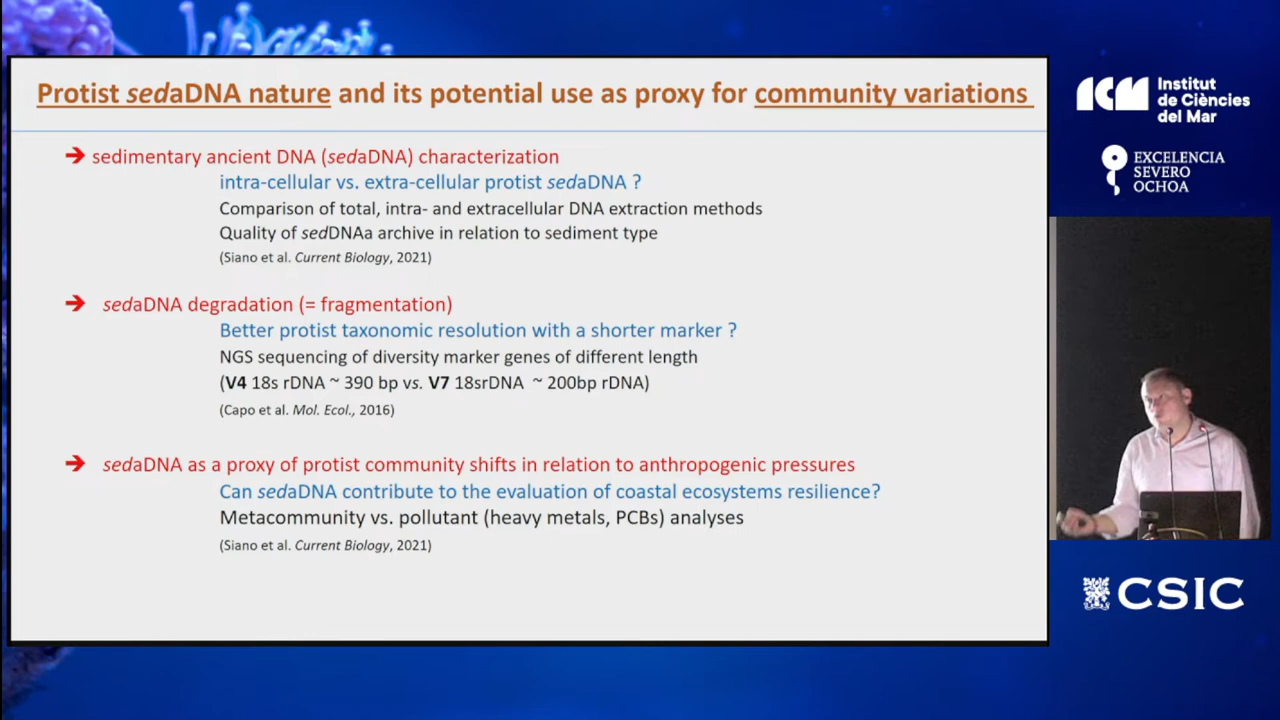 Protist sedaDNA nature and its potential use as proxy for community variations
➔ sedimentary ancient DNA (sedaDNA) characterization
intra-cellular vs. extra-cellular protist sedaDNA ?
Comparison of total, intra- and extracellular DNA extraction methods
Quality of sedDNAa archive in relation to sediment type
(Siano et al. Current Biology, 2021)
➔ sedaDNA degradation (= fragmentation)
Better protist taxonomic resolution with a shorter marker ?
NGS sequencing of diversity marker genes of different length
(V4 18s rDNA ~ 390 bp vs. V7 18srDNA ~ 200bp rDNA)
(Capo et al. Mol. Ecol., 2016)
➔ sedaDNA as a proxy of protist community shifts in relation to anthropogenic pressures
Can sedaDNA contribute to the evaluation of coastal ecosystems resilience?
Metacommunity vs. pollutant (heavy metals, PCBs) analyses
(Siano et al. Current Biology, 2021)
ICM
Institut
de Ciències
del Mar
EXCELENCIA
SEVERO
OCHOA
CSIC